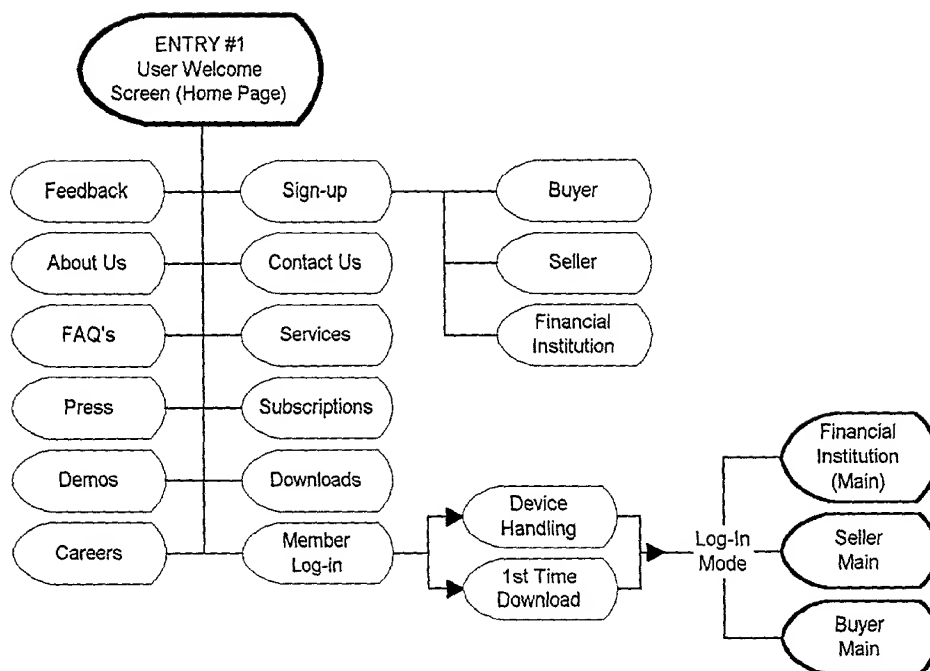 ENTRY #1
User Welcome
Screen (Home Page)
Feedback
Sign-up
Buyer
About Us
Contact Us
Seller
FAQ's
Services
Financial
Institution
Press
Subscriptions
Demos
Downloads
Careers
Member
Log-in
Device
Handling
1st Time
Download
Log-In
Mode
Financial
Institution
(Main)
Seller
Main
Buyer
Main